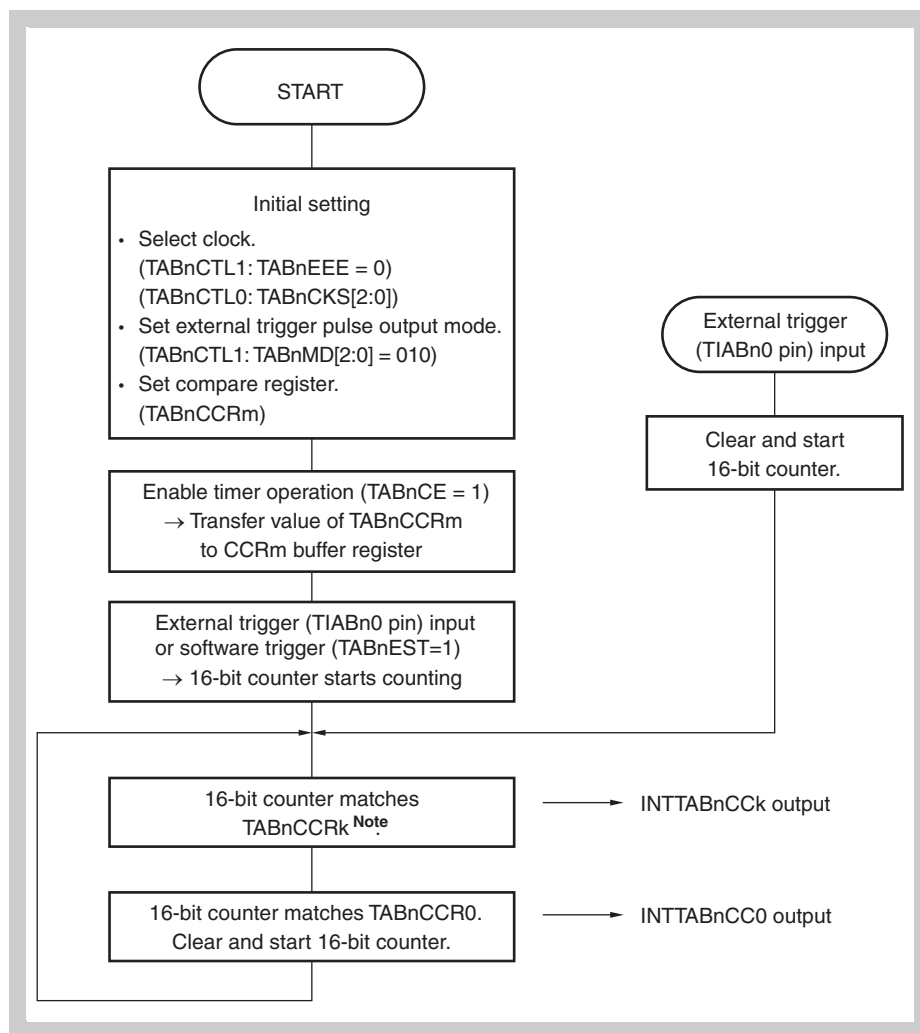 START
Initial setting
• Select clock.
(TABnCTL1: TABnEEE = 0)
(TABnCTL0: TABnCKS[2:0])
• Set external trigger pulse output mode.
(TABnCTL1: TABnMD[2:0] = 010)
• Set compare register.
(TABnCCRm)
External trigger
(TIABn0 pin) input
Clear and start
16-bit counter.
Enable timer operation (TABnCE = 1)
→ Transfer value of TABnCCRm
to CCRm buffer register
External trigger (TIABn0 pin) input
or software trigger (TABnEST=1)
→ 16-bit counter starts counting
16-bit counter matches
TABnCCRk Note.
INTTABnCCk output
16-bit counter matches TABnCCR0.
Clear and start 16-bit counter.
INTTABnCC0 output